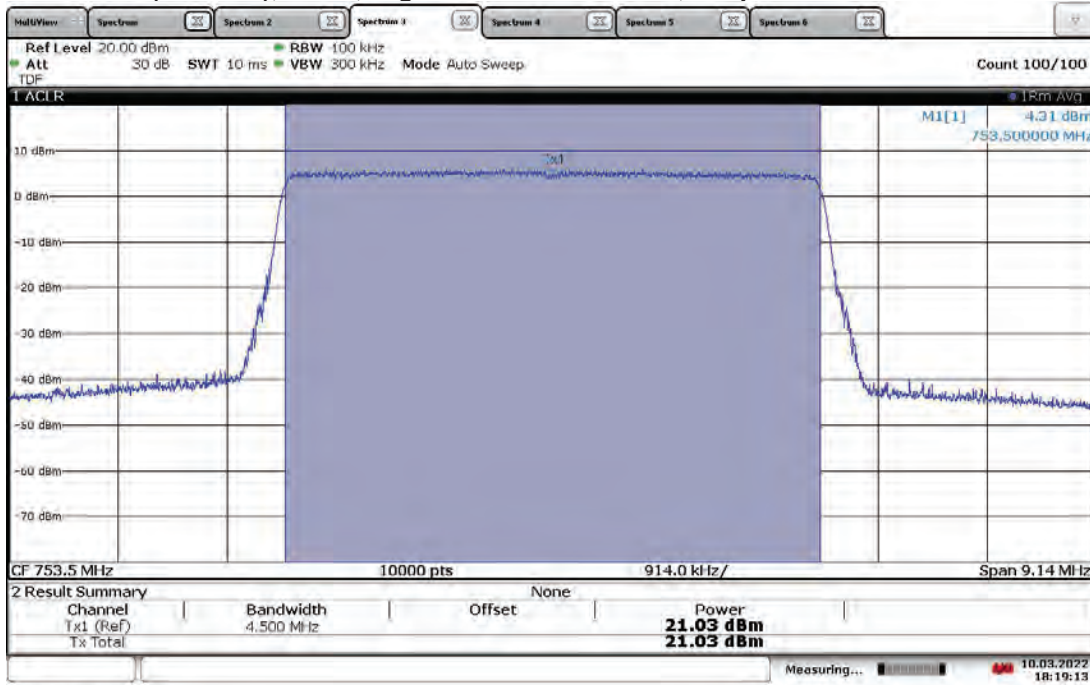 MultiView Spectrum Spectrum 2 Spectrum 3 Spectrum 4 Spectrum 5 Spectrum 6
Ref Level 20.00 dBm RBW 100 kHz
Att 30 dB SWT 10 ms VBW 300 kHz Mode Auto Sweep Count 100/100
TDF
1 ACLR 1Rm Avg
M1[1] 4.31 dBm
753.500000 MHz
10 dBm
Tx1
0 dBm
-10 dBm
-20 dBm
-30 dBm
-40 dBm
-50 dBm
-60 dBm
-70 dBm
CF 753.5 MHz 10000 pts 914.0 kHz/ Span 9.14 MHz
2 Result Summary None
Channel Bandwidth Offset Power
Tx1 (Ref) 4.500 MHz 21.03 dBm
Tx Total 21.03 dBm
Measuring... 10.03.2022
18:19:13